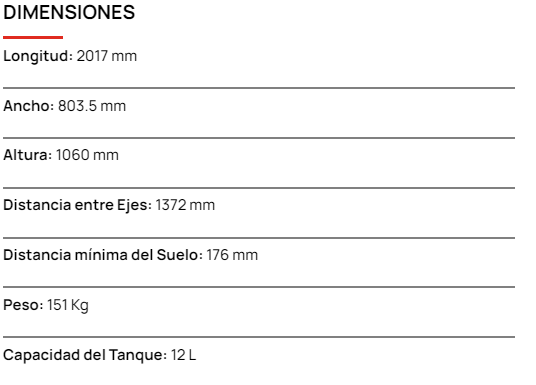 DIMENSIONES
Longitud: 2017 mm
Ancho: 803.5 mm
Altura: 1060 mm
Distancia entre Ejes: 1372 mm
Distancia mínima del Suelo: 176 mm
Peso: 151 Kg
Capacidad del Tanque: 12 L